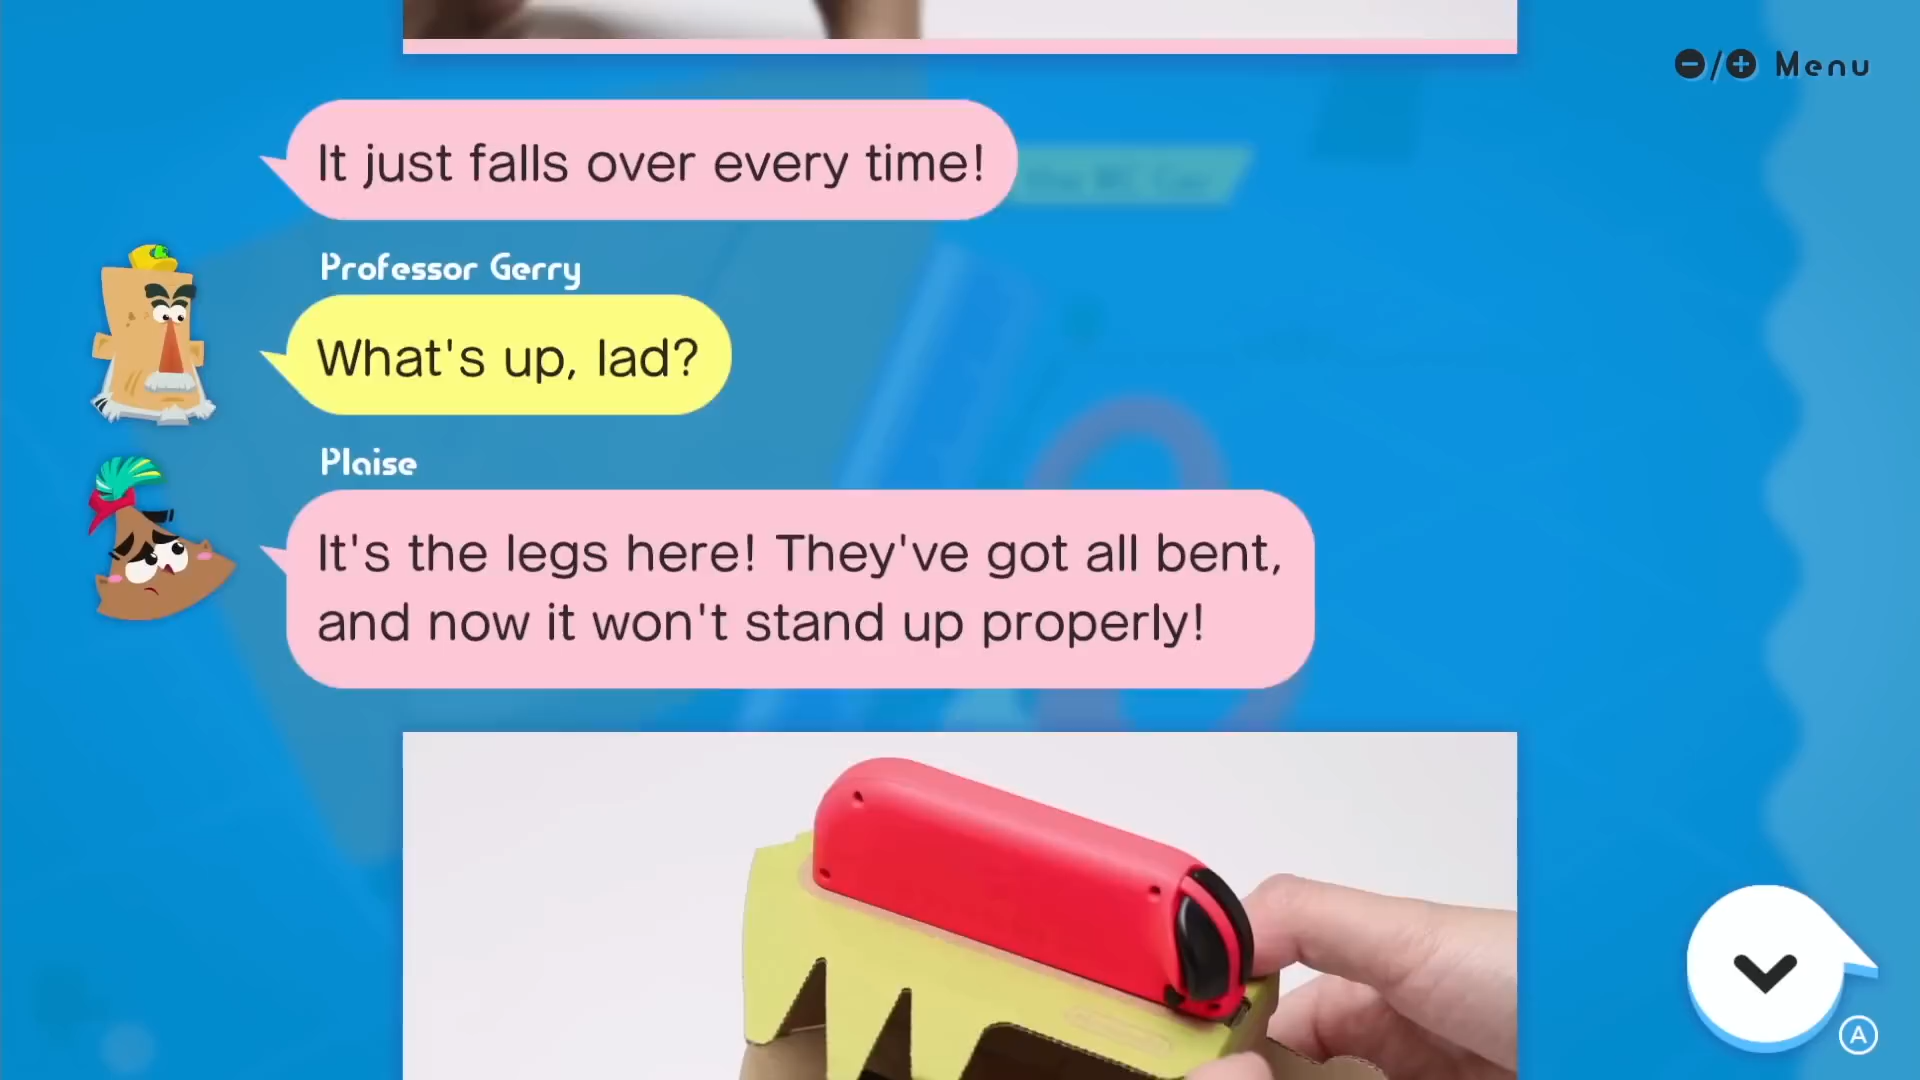 -/+ Menu
It just falls over every time!
Professor Gerry
What's up, lad?
Plaise
It's the legs here! They've got all bent,
and now it won't stand up properly!
A